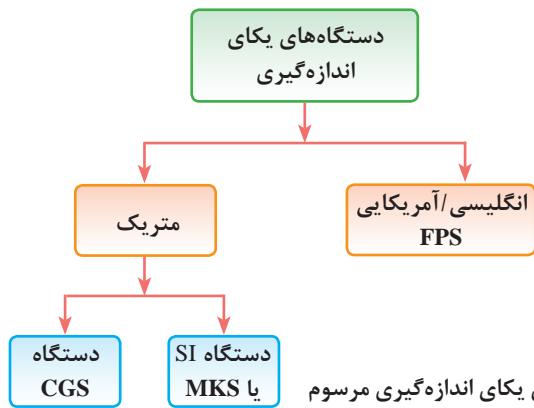 دستگاه‌های یکای
اندازه‌گیری
انگلیسی/آمریکایی
FPS
متریک
دستگاه SI
یا MKS
دستگاه
CGS
یکای اندازه‌گیری مرسوم